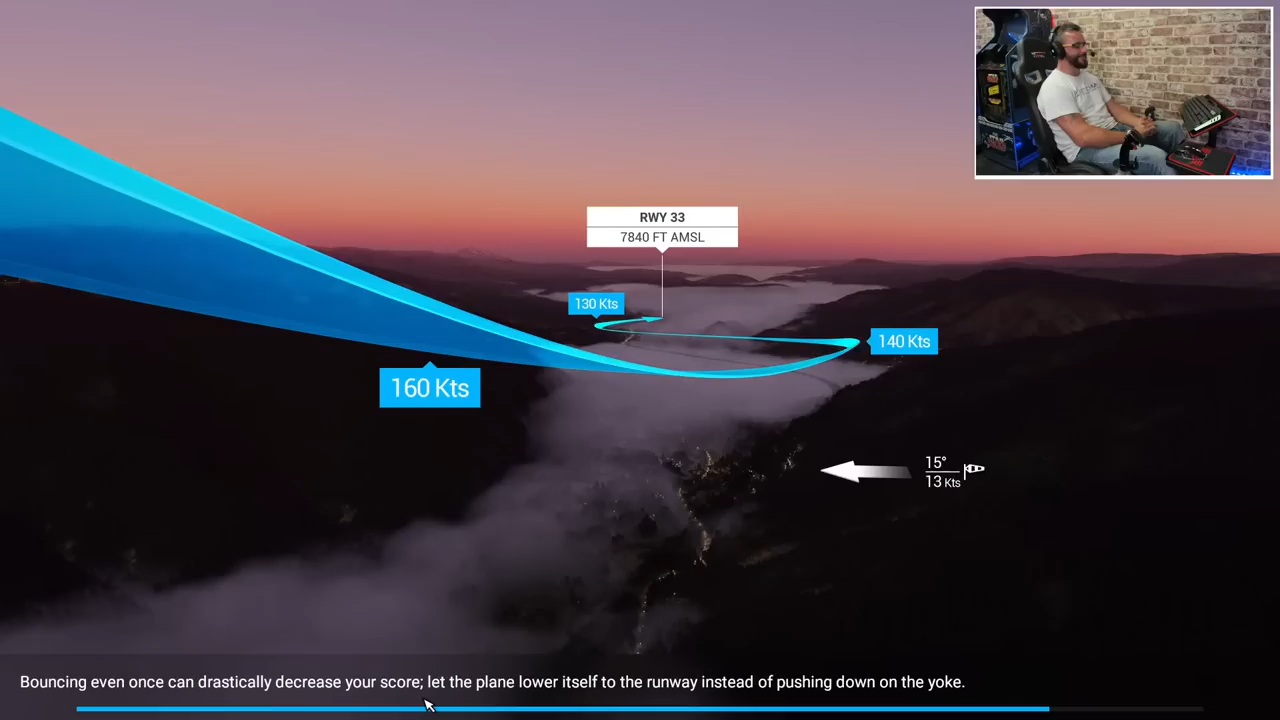 RWY 33
7840 FT AMSL
130 Kts
140 Kts
160 Kts
15°
13 Kts
Bouncing even once can drastically decrease your score; let the plane lower itself to the runway instead of pushing down on the yoke.